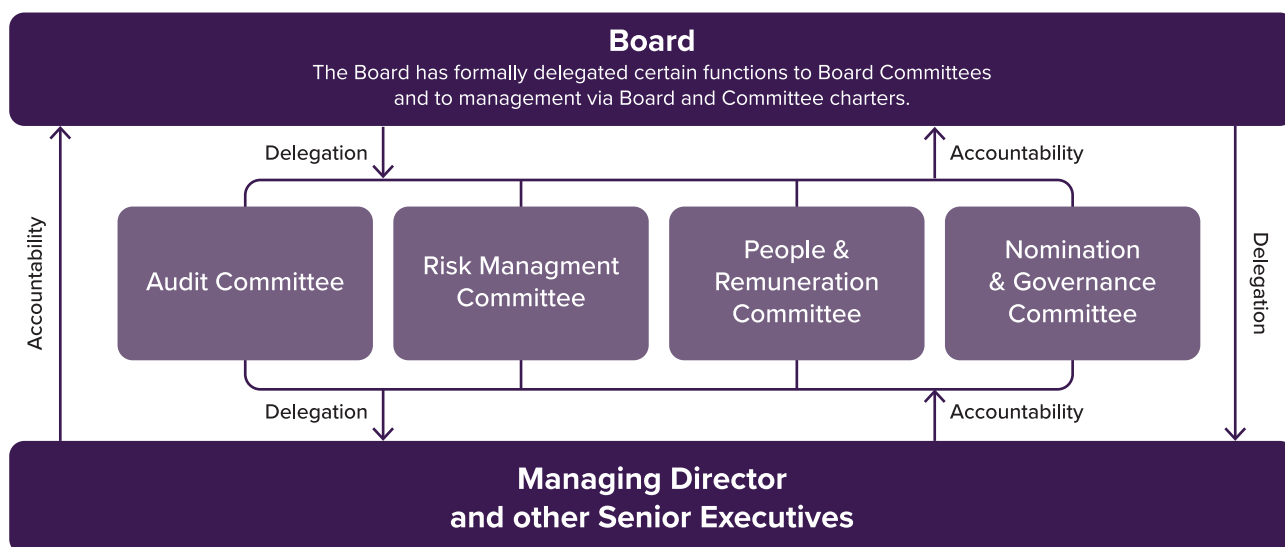 Board
The Board has formally delegated certain functions to Board Committees
and to management via Board and Committee charters.
Delegation
Accountability
Accountability
Delegation
Audit Committee
Risk Managment
Committee
People &
Remuneration
Committee
Nomination
& Governance
Committee
Delegation
Accountability
Managing Director
and other Senior Executives